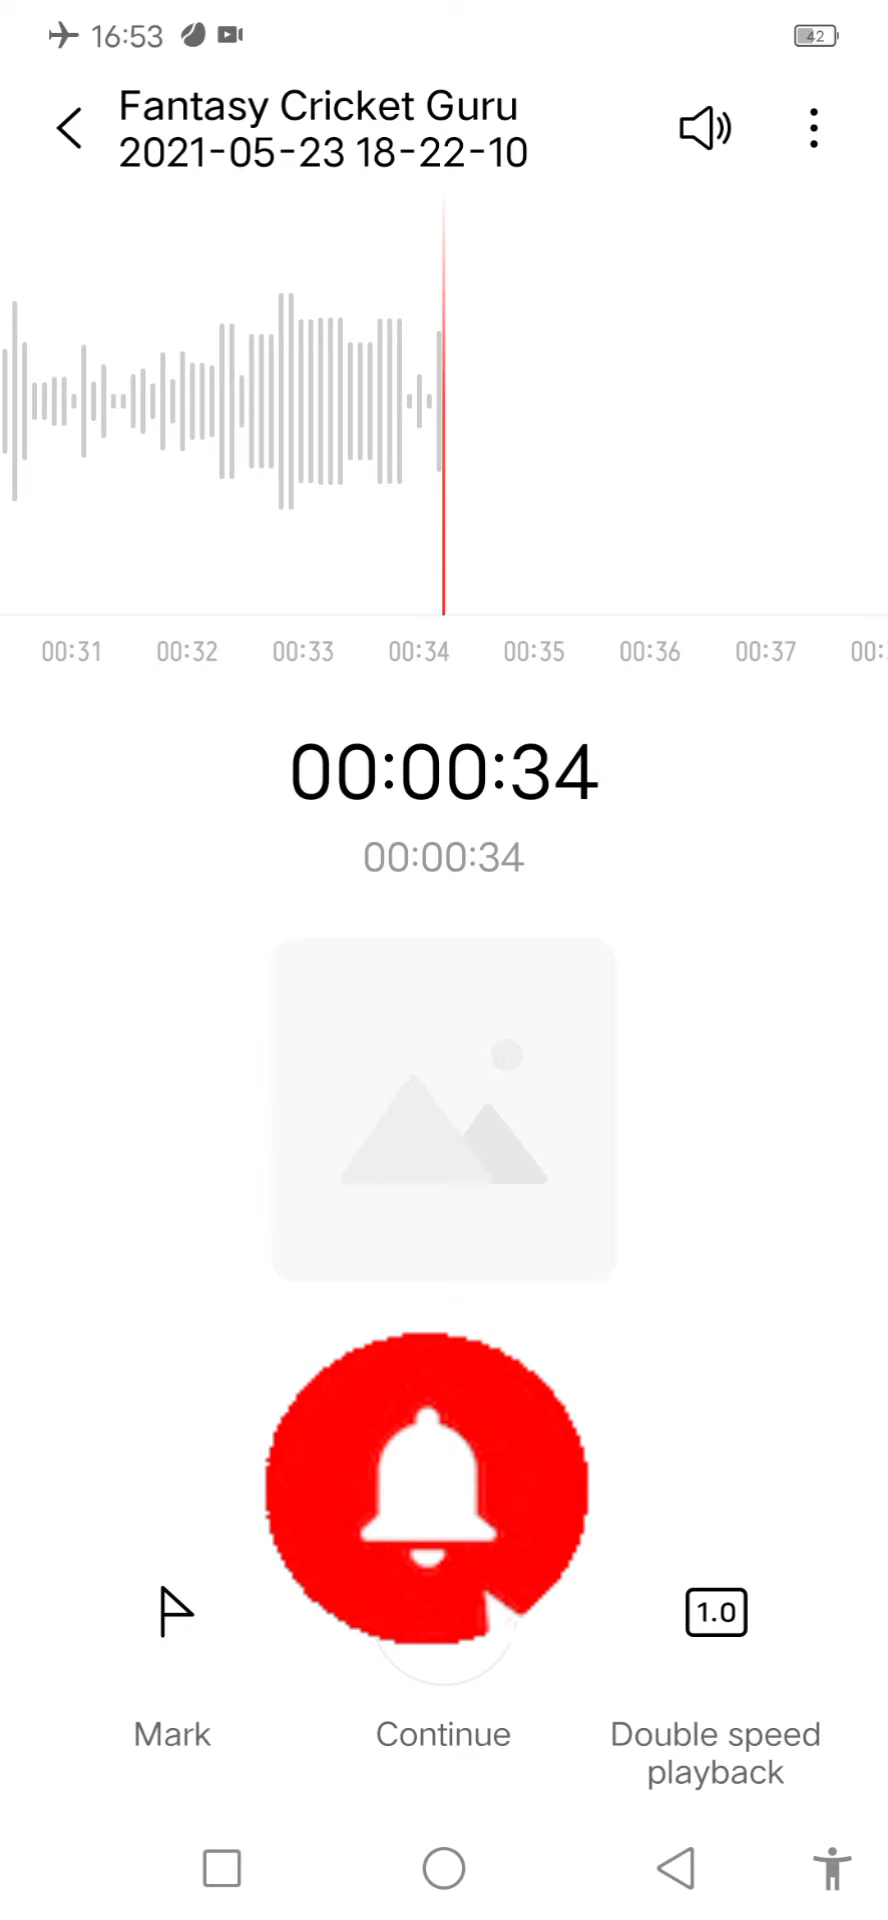 16:53
42
Fantasy Cricket Guru
2021-05-23 18-22-10
00:31 00:32 00:33 00:34 00:35 00:36 00:37 00:
00:00:34
00:00:34
1.0
Mark
Continue
Double speed
playback